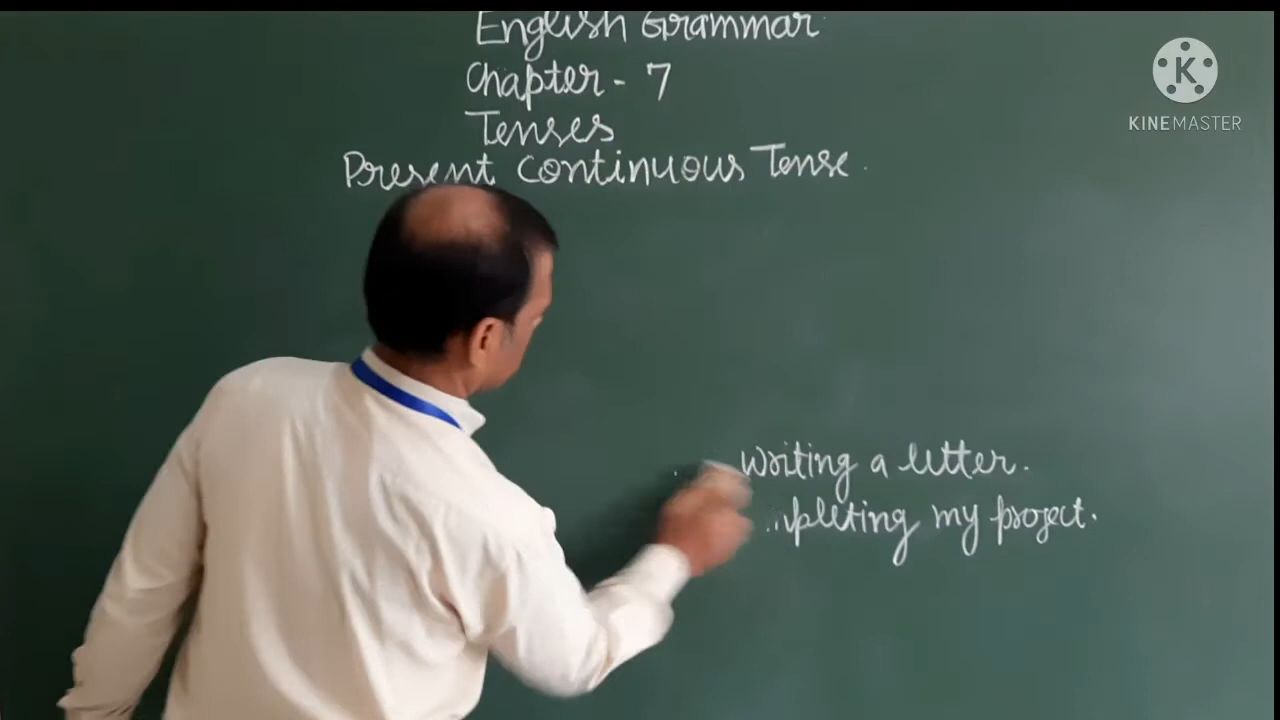 English Grammar
Chapter - 7
Tenses
Present Continuous Tense.
writing a letter.
my project.
KINEMASTER